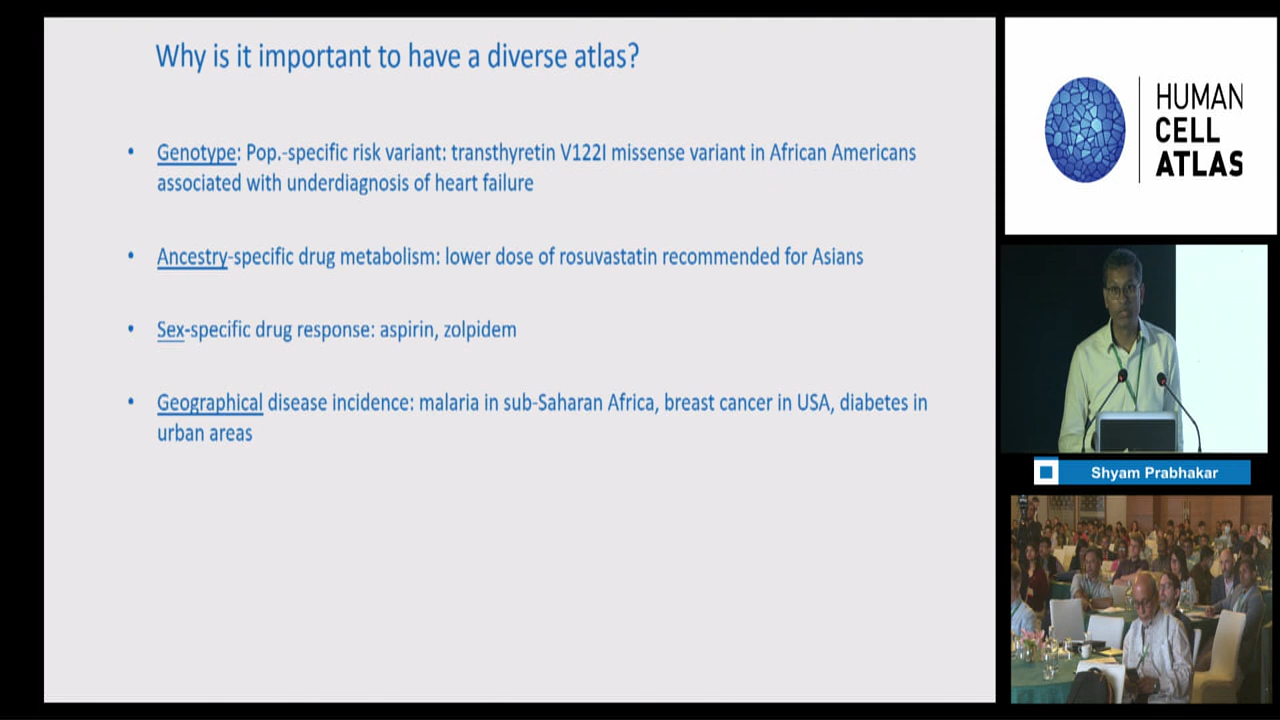 Why is it important to have a diverse atlas?
• Genotype: Pop.-specific risk variant: transthyretin V122I missense variant in African Americans
associated with underdiagnosis of heart failure
• Ancestry-specific drug metabolism: lower dose of rosuvastatin recommended for Asians
• Sex-specific drug response: aspirin, zolpidem
• Geographical disease incidence: malaria in sub-Saharan Africa, breast cancer in USA, diabetes in
urban areas
HUMAN
CELL
ATLAS
Shyam Prabhakar